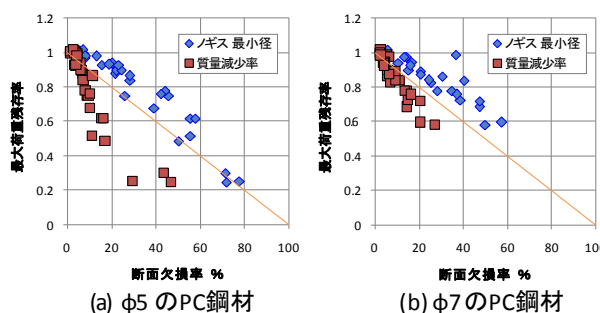 最大荷重残存率
1.2
1
0.8
0.6
0.4
0.2
0
ノギス 最小径
質量減少率
0 20 40 60 80 100
断面欠損率 %
(a) φ5 のPC鋼材
最大荷重残存率
1.2
1
0.8
0.6
0.4
0.2
0
ノギス 最小径
質量減少率
0 20 40 60 80 100
断面欠損率 %
(b) φ7のPC鋼材